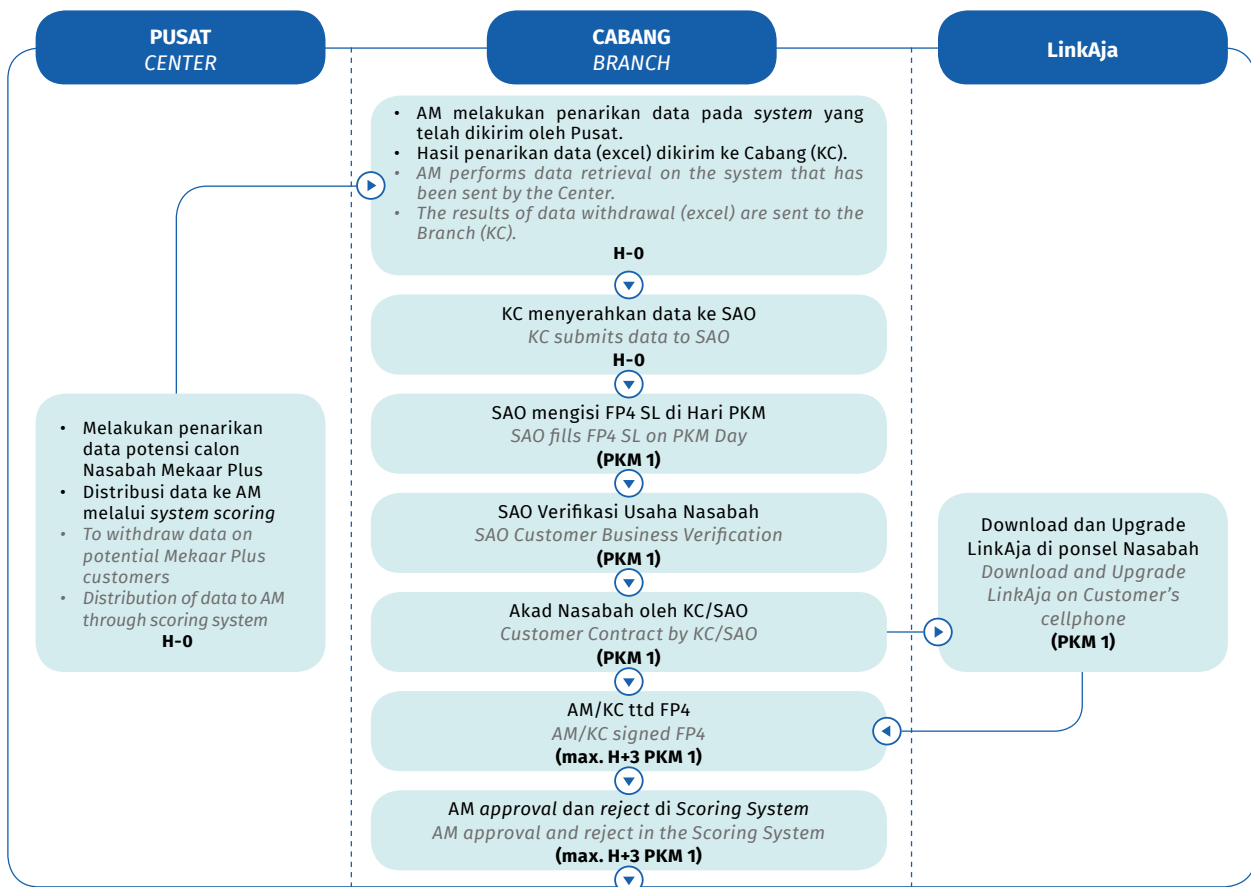 PUSAT
CENTER
CABANG
BRANCH
LinkAja
• AM melakukan penarikan data pada system yang
telah dikirim oleh Pusat.
• Hasil penarikan data (excel) dikirim ke Cabang (KC).
• AM performs data retrieval on the system that has
been sent by the Center.
• The results of data withdrawal (excel) are sent to the
Branch (KC).
H-0
KC menyerahkan data ke SAO
KC submits data to SAO
H-0
• Melakukan penarikan
data potensi calon
Nasabah Mekaar Plus
• Distribusi data ke AM
melalui system scoring
• To withdraw data on
potential Mekaar Plus
customers
• Distribution of data to AM
through scoring system
H-0
SAO mengisi FP4 SL di Hari PKM
SAO fills FP4 SL on PKM Day
(PKM 1)
SAO Verifikasi Usaha Nasabah
SAO Customer Business Verification
(PKM 1)
Akad Nasabah oleh KC/SAO
Customer Contract by KC/SAO
(PKM 1)
Download dan Upgrade
LinkAja di ponsel Nasabah
Download and Upgrade
LinkAja on Customer's
cellphone
(PKM 1)
AM/KC ttd FP4
AM/KC signed FP4
(max. H+3 PKM 1)
AM approval dan reject di Scoring System
AM approval and reject in the Scoring System
(max. H+3 PKM 1)